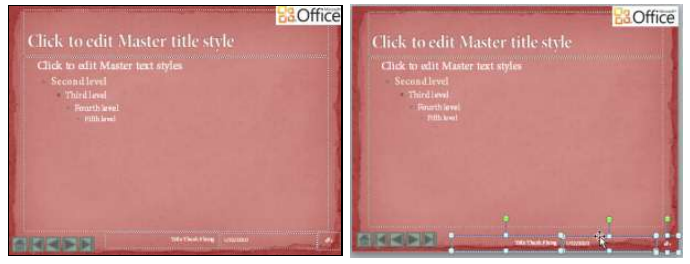 Microsoft
Office
Click to edit Master title style
Click to edit Master text styles
Second level
Third level
Fourth level
Fifth level
Microsoft
Office
Click to edit Master title style
Click to edit Master text styles
Second level
Third level
Fourth level
Fifth level